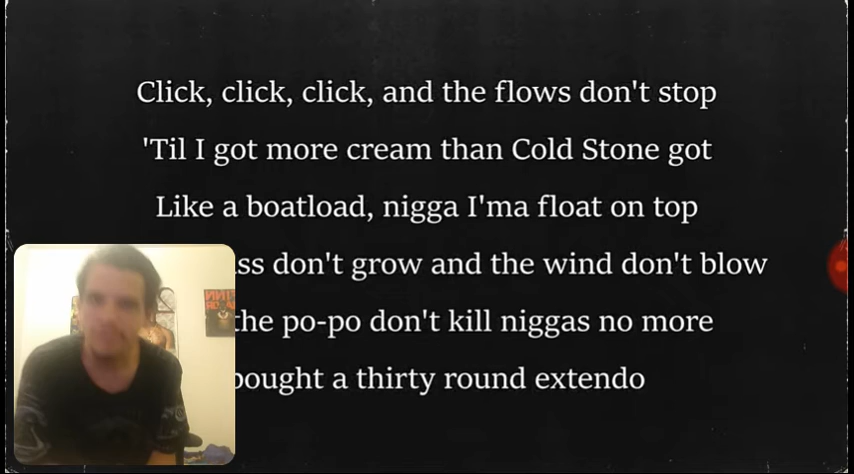 Click, click, click, and the flows don't stop
'Til I got more cream than Cold Stone got
Like a boatload, nigga I'ma float on top
don't grow and the wind don't blow
the po-po don't kill niggas no more
a thirty round extendo